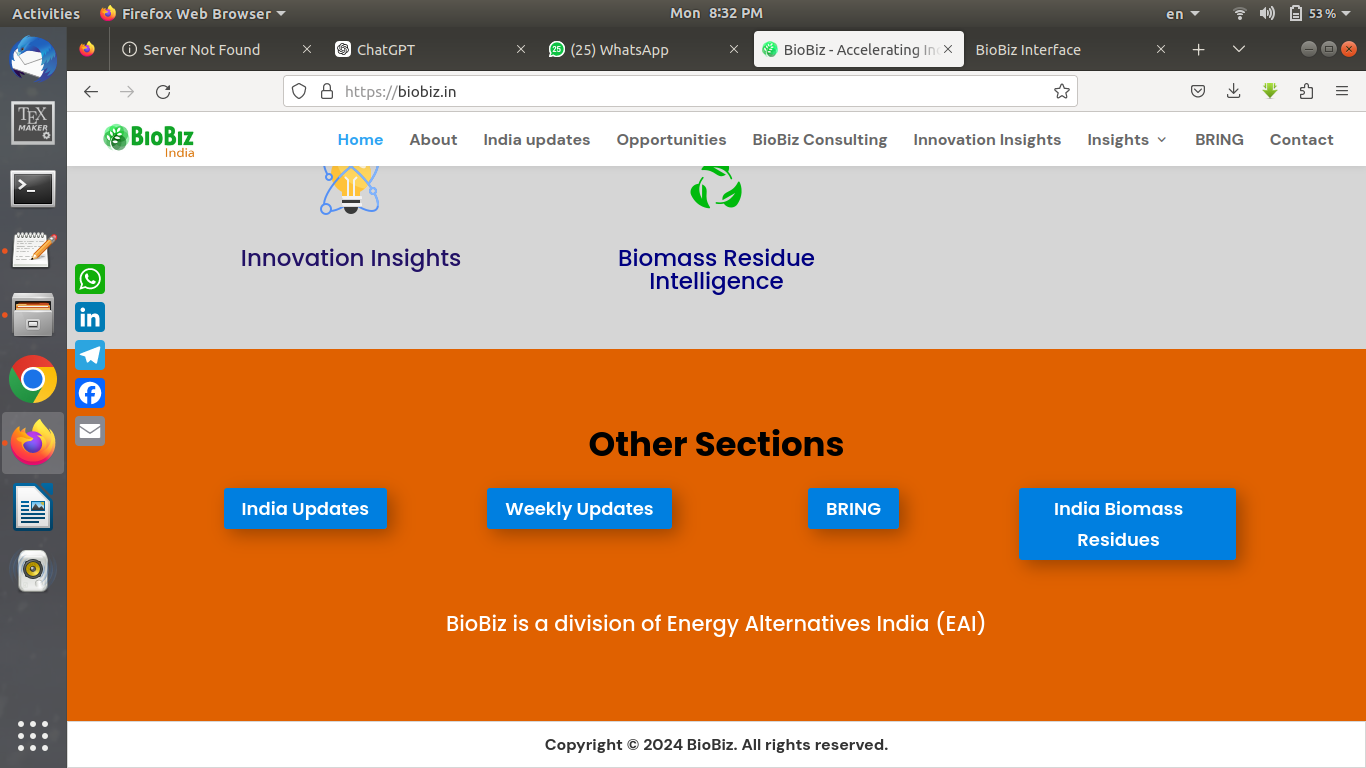 Activities
Firefox Web Browser
Mon 8:32 PM
en
53 %
Server Not Found
ChatGPT
(25) WhatsApp
BioBiz - Accelerating In
BioBiz Interface
https://biobiz.in
BioBiz
India
Home
About
India updates
Opportunities
BioBiz Consulting
Innovation Insights
Insights
BRING
Contact
TEX
MAKER
25
Innovation Insights
Biomass Residue
Intelligence
Other Sections
India Updates
Weekly Updates
BRING
India Biomass
Residues
BioBiz is a division of Energy Alternatives India (EAI)
Copyright © 2024 BioBiz. All rights reserved.